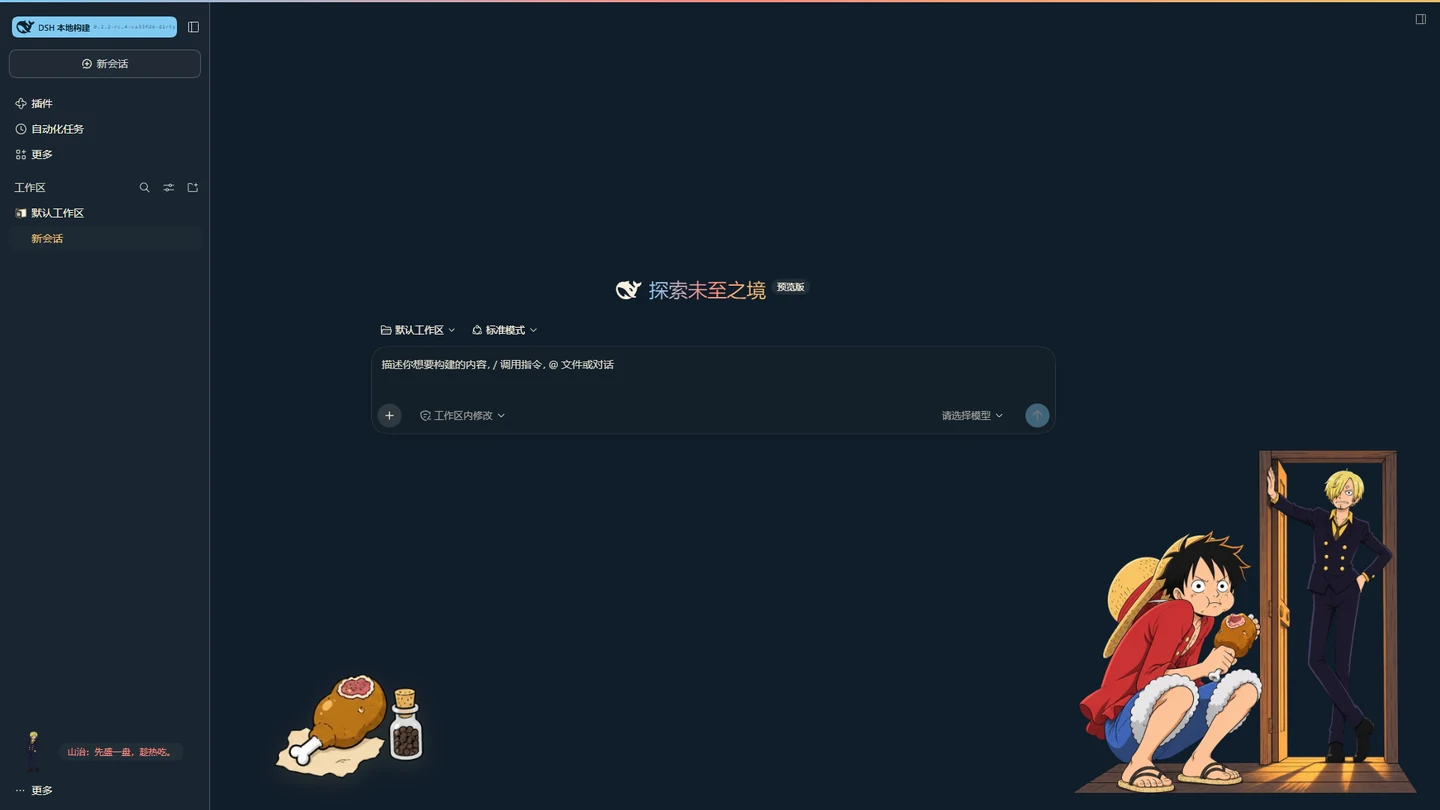 DSH 本地构建
新会话
插件
自动化任务
更多
工作区
默认工作区
新会话
探索未至之境 预览版
默认工作区 标准模式
描述你想要构建的内容, / 调用指令, @ 文件或对话
工作区内修改 请选择模型
山治：先盛一盘，趁热吃。
更多